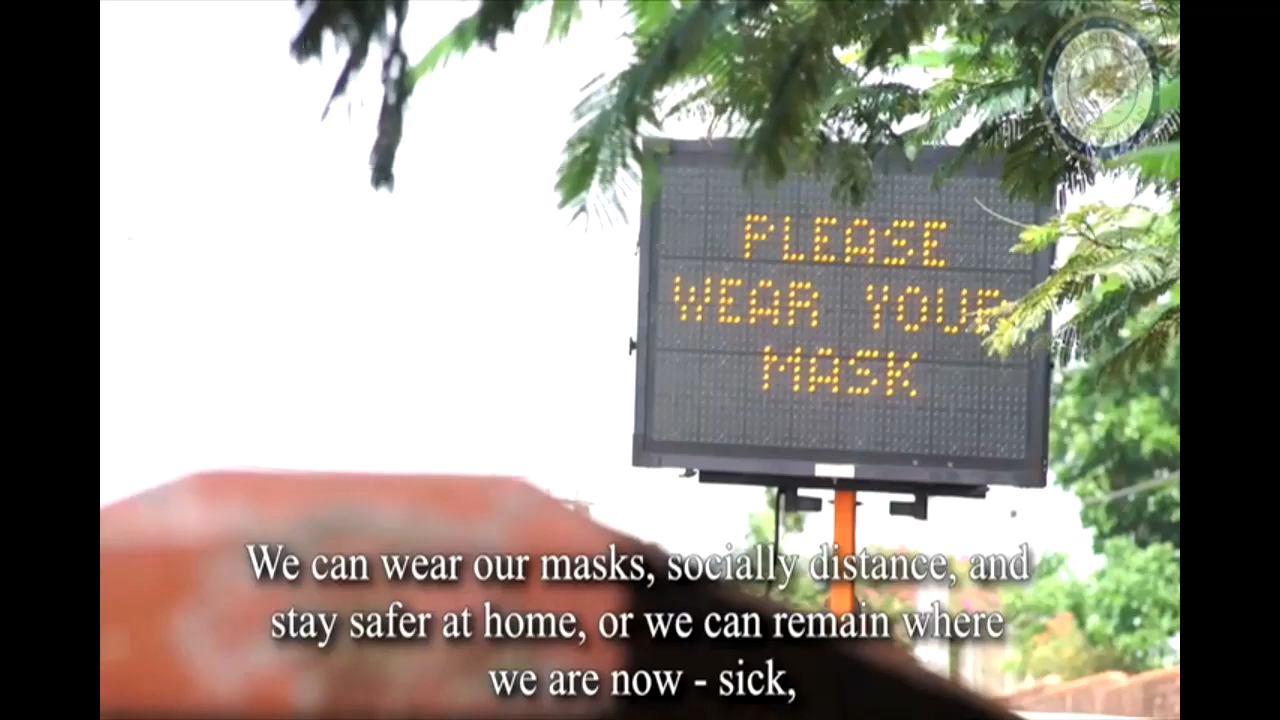 PLEASE
WEAR YOUR
MASK
We can wear our masks, socially distance, and
stay safer at home, or we can remain where
we are now - sick,